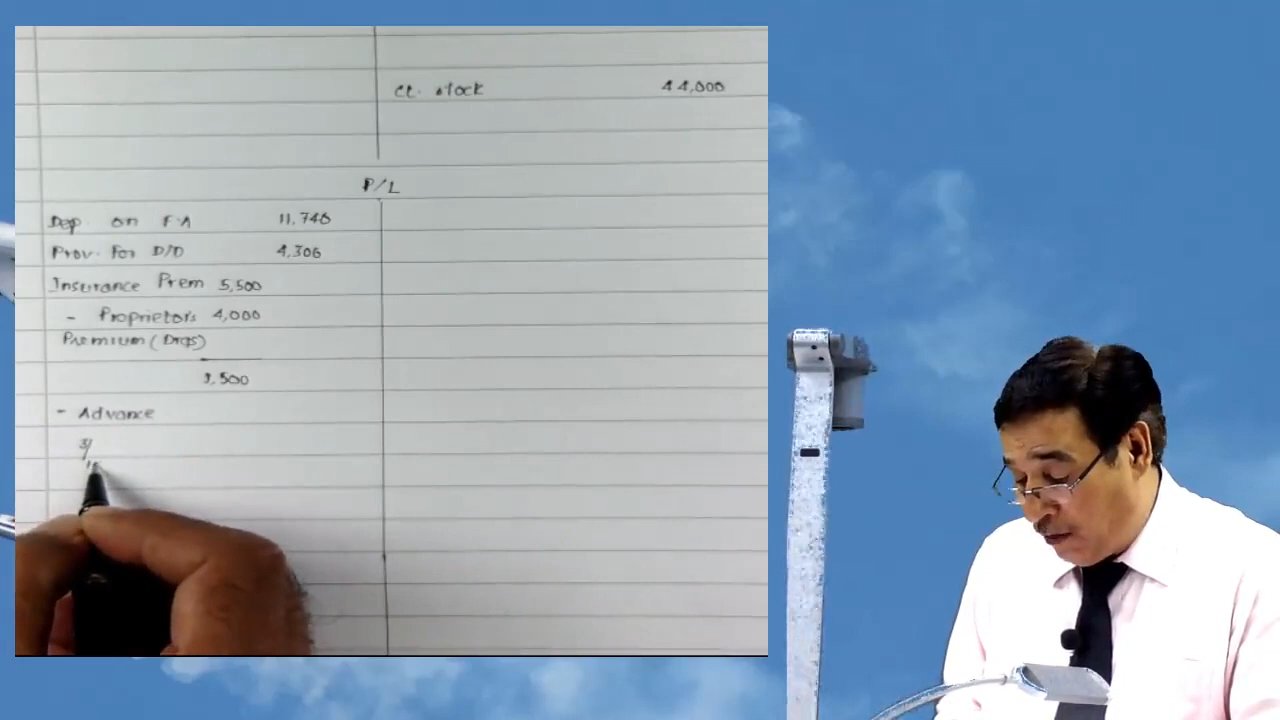 Cl. stock 44,000
P/L
Dep. on F.A 11,746
Prov. For D/D 4,306
Insurance Prem 5,500
- Proprietor's 4,000
Premium (Drgs)
1,500
- Advance
3/